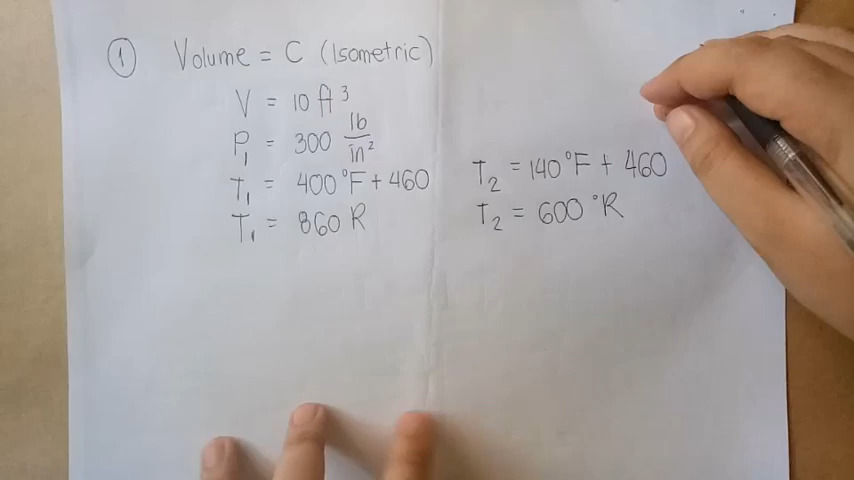 ① Volume = C (Isometric)
V = 10 ft³
P₁ = 300 lb/in²
T₁ = 400°F + 460
T₁ = 860 R
T₂ = 140°F + 460
T₂ = 600 °R